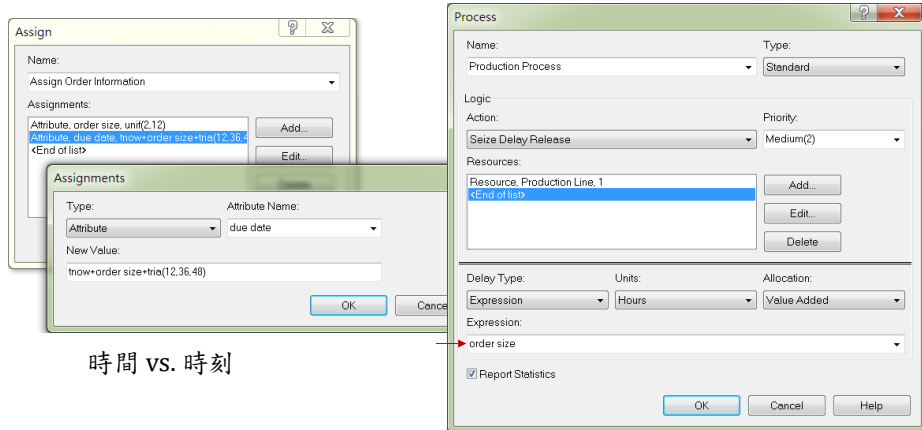 Assign
Name:
Assign Order Information
Assignments:
Attribute, order size, unif(2,12)
Attribute, due date, tnow+order size+tria(12,36,4
<End of list>
Add...
Edit...
Assignments
Type:
Attribute Name:
Attribute
due date
New Value:
tnow+order size+tria(12,36,48)
OK
Cance
時間 vs. 時刻
Process
Name:
Type:
Production Process
Standard
Logic
Action:
Priority:
Seize Delay Release
Medium(2)
Resources:
Resource, Production Line, 1
<End of list>
Add...
Edit...
Delete
Delay Type:
Units:
Allocation:
Expression
Hours
Value Added
Expression:
order size
Report Statistics
OK
Cancel
Help